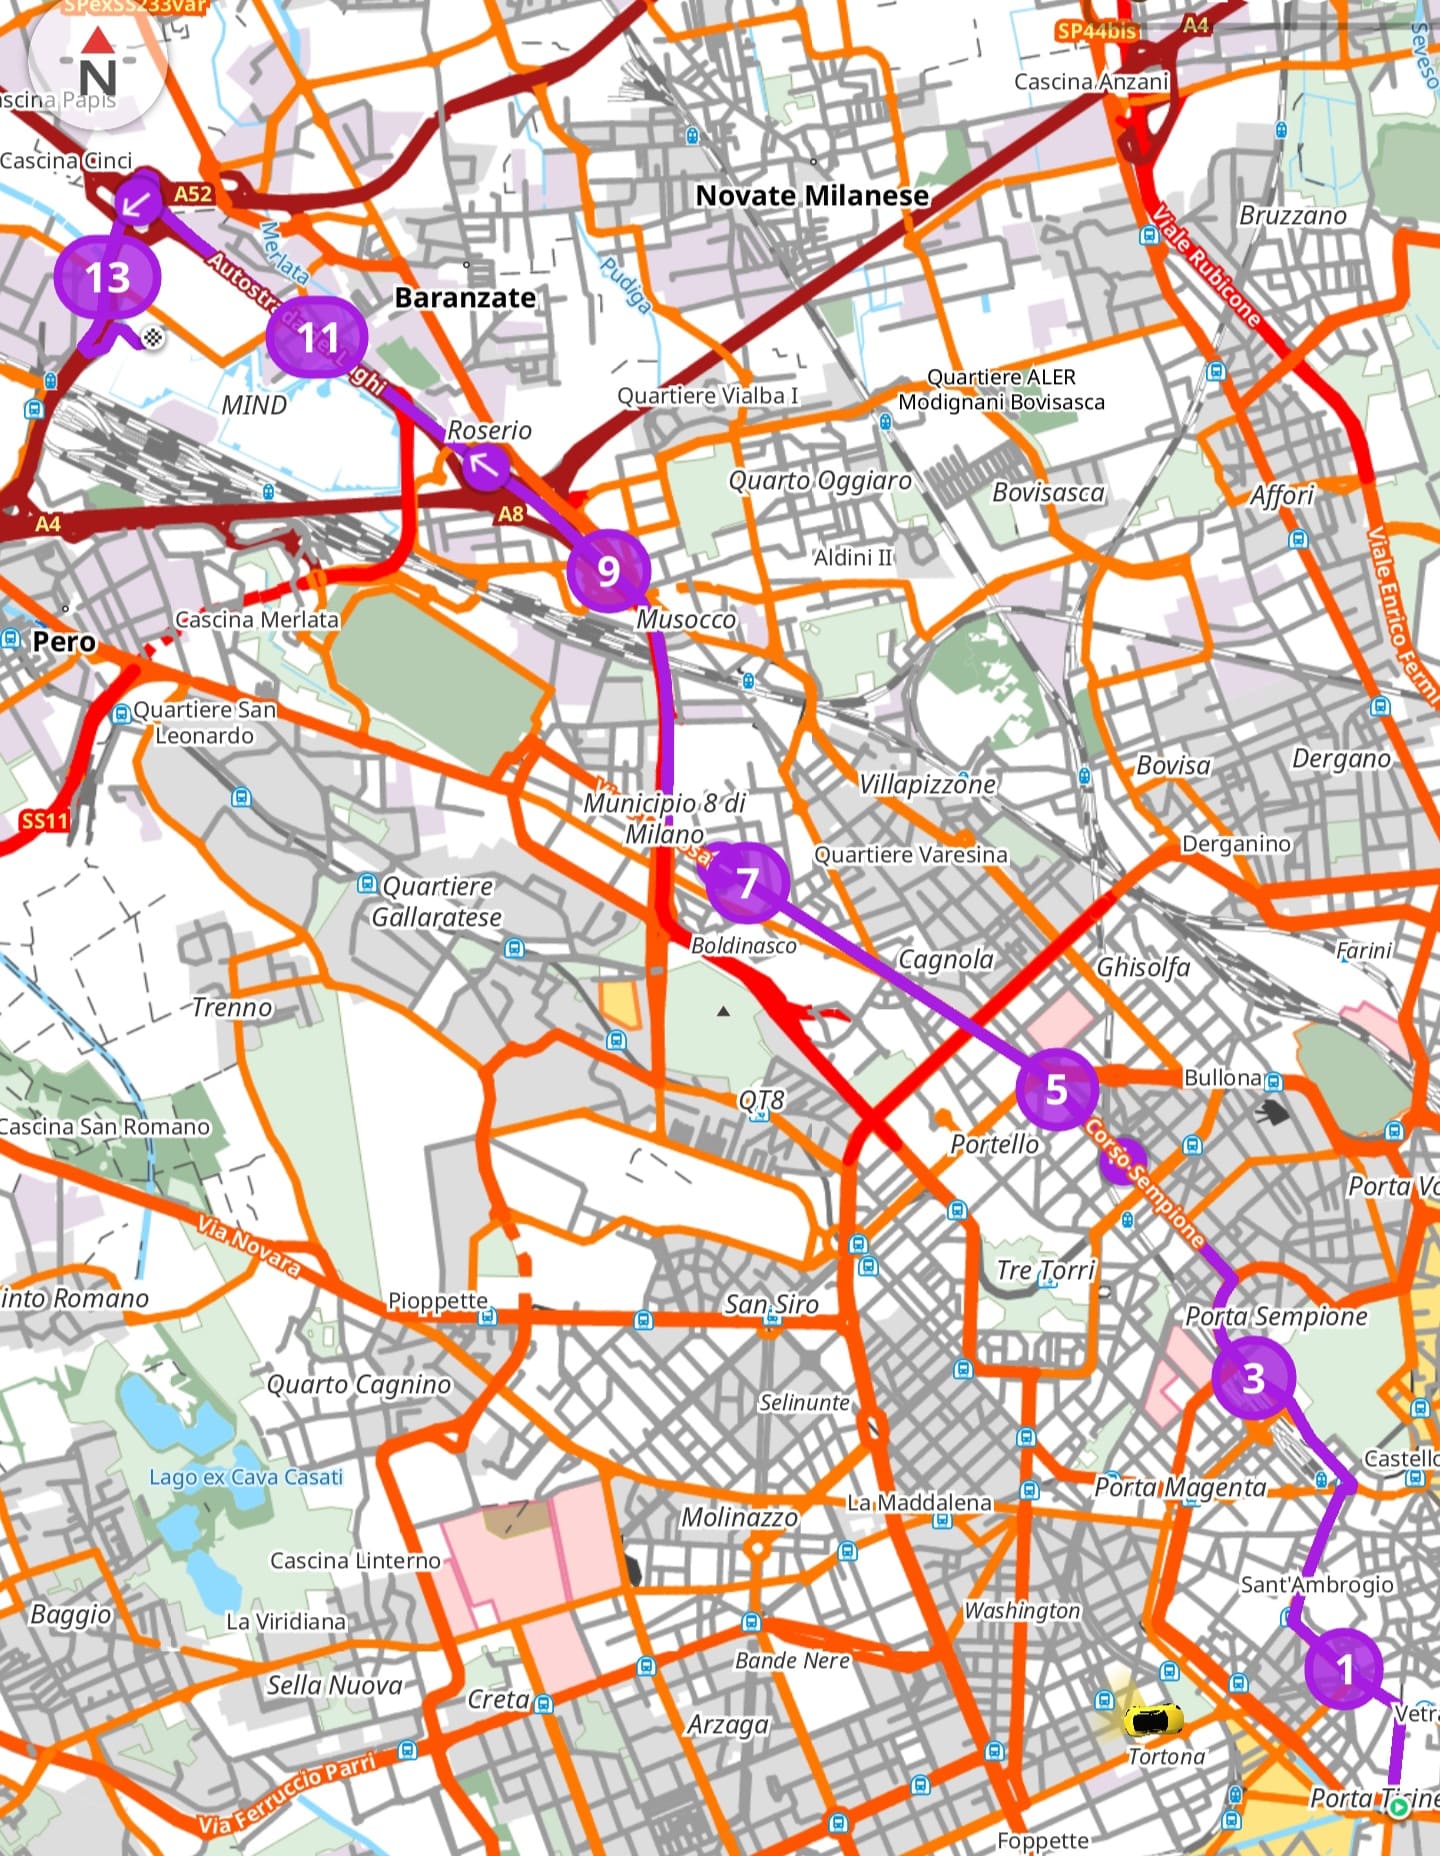 SPexSS233var
N
SP44bis
A4
Seveso
Cascina Anzani
Cascina Cinci
A52
Novate Milanese
Bruzzano
Merlata
Viale Rubicone
13
Autostra
Pudiga
Baranzate
11
ghi
MIND
Quartiere Vialba I
Quartiere ALER
Modignani Bovisasca
Roserio
Quarto Oggiaro
Bovisasca
Affori
A4
A8
Aldini II
9
Viale Enrico Fermi
Cascina Merlata
Musocco
Pero
Quartiere San
Leonardo
Bovisa
Dergano
Villapizzone
SS11
Municipio 8 di
Milano
Quartiere Varesina
Derganino
7
Quartiere
Gallaratese
Boldinasco
Cagnola
Ghisolfa
Farini
Trenno
5
Bullona
QT8
Cascina San Romano
Portello
Corso Sempione
Porta Vo
Via Novara
Tre Torri
into Romano
Pioppette
San Siro
Porta Sempione
Quarto Cagnino
3
Selinunte
Lago ex Cava Casati
Castello
Porta Magenta
La Maddalena
Molinazzo
Cascina Linterno
Sant'Ambrogio
Baggio
La Viridiana
Washington
Bande Nere
1
Sella Nuova
Creta
Vetra
Arzaga
Tortona
Via Ferruccio Parri
Porta Ticine
Foppette